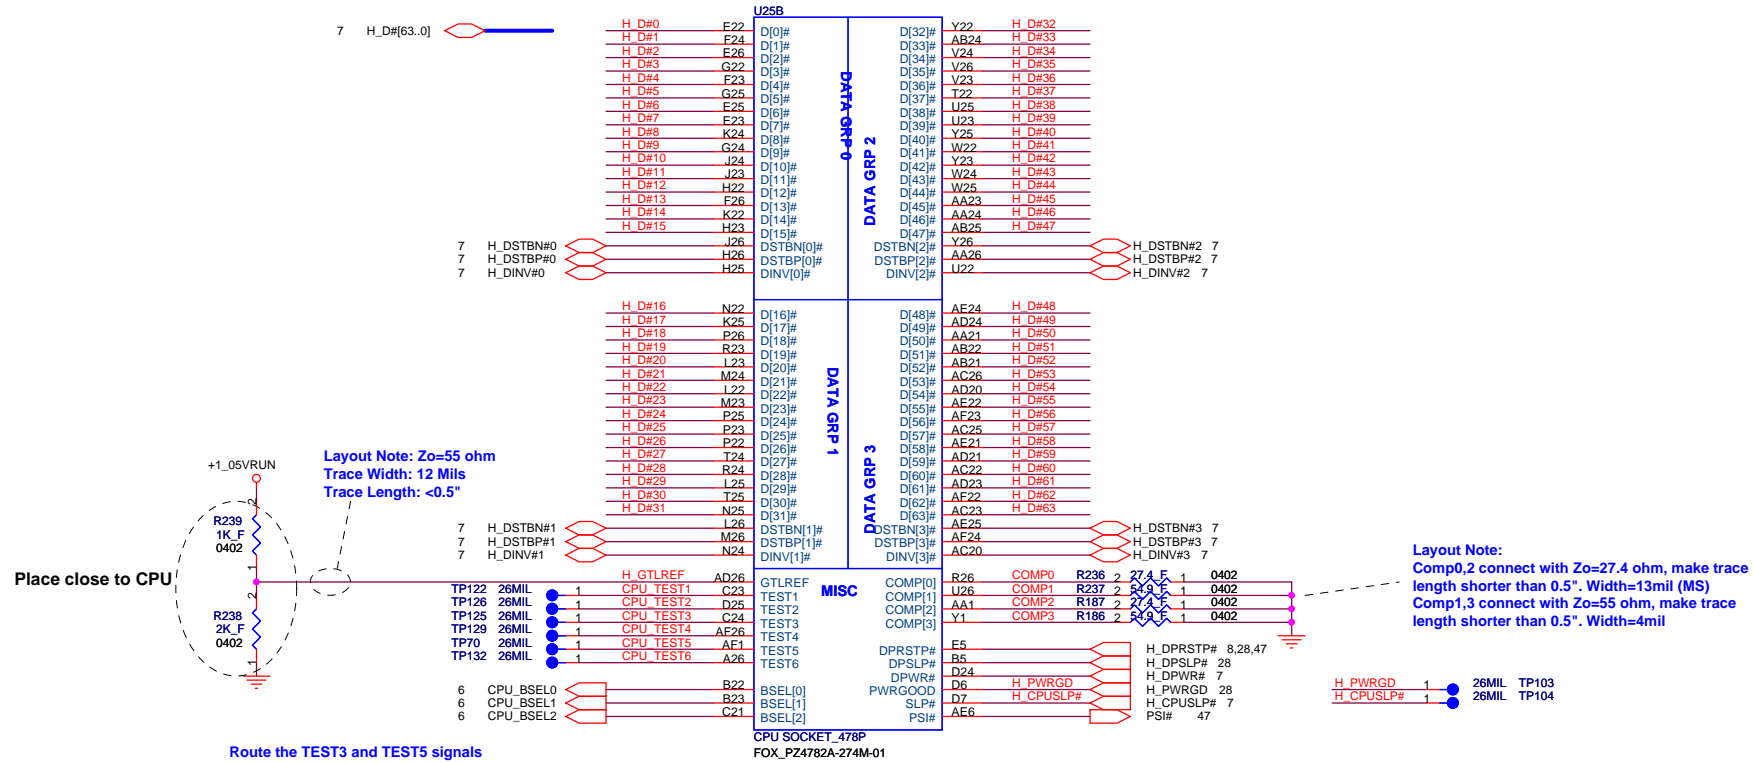 U25B
7 H_D#[63..0]
H_D#0 E22 D[0]# D[32]# Y22 H_D#32
H_D#1 F24 D[1]# D[33]# AB24 H_D#33
H_D#2 E26 D[2]# D[34]# V24 H_D#34
H_D#3 G22 D[3]# D[35]# V26 H_D#35
H_D#4 F23 D[4]# D[36]# V23 H_D#36
H_D#5 G25 D[5]# D[37]# T22 H_D#37
H_D#6 E25 D[6]# D[38]# U25 H_D#38
H_D#7 E23 D[7]# D[39]# U23 H_D#39
H_D#8 K24 D[8]# D[40]# Y25 H_D#40
H_D#9 G24 D[9]# D[41]# W22 H_D#41
H_D#10 J24 D[10]# D[42]# Y23 H_D#42
H_D#11 J23 D[11]# D[43]# W24 H_D#43
H_D#12 H22 D[12]# D[44]# W25 H_D#44
H_D#13 F26 D[13]# D[45]# AA23 H_D#45
H_D#14 K22 D[14]# D[46]# AA24 H_D#46
H_D#15 H23 D[15]# D[47]# AB25 H_D#47
7 H_DSTBN#0 J26 DSTBN[0]# DSTBN[2]# Y26 H_DSTBN#2 7
7 H_DSTBP#0 H26 DSTBP[0]# DSTBP[2]# AA26 H_DSTBP#2 7
7 H_DINV#0 H25 DINV[0]# DINV[2]# U22 H_DINV#2 7
DATA GRP 0
DATA GRP 2
H_D#16 N22 D[16]# D[48]# AE24 H_D#48
H_D#17 K25 D[17]# D[49]# AD24 H_D#49
H_D#18 P26 D[18]# D[50]# AA21 H_D#50
H_D#19 R23 D[19]# D[51]# AB22 H_D#51
H_D#20 L23 D[20]# D[52]# AB21 H_D#52
H_D#21 M24 D[21]# D[53]# AC26 H_D#53
H_D#22 L22 D[22]# D[54]# AD20 H_D#54
H_D#23 M23 D[23]# D[55]# AE22 H_D#55
H_D#24 P25 D[24]# D[56]# AF23 H_D#56
H_D#25 P23 D[25]# D[57]# AC25 H_D#57
H_D#26 P22 D[26]# D[58]# AE21 H_D#58
H_D#27 T24 D[27]# D[59]# AD21 H_D#59
H_D#28 R24 D[28]# D[60]# AC22 H_D#60
H_D#29 L25 D[29]# D[61]# AD23 H_D#61
H_D#30 T25 D[30]# D[62]# AF22 H_D#62
H_D#31 N25 D[31]# D[63]# AC23 H_D#63
7 H_DSTBN#1 L26 DSTBN[1]# DSTBN[3]# AE25 H_DSTBN#3 7
7 H_DSTBP#1 M26 DSTBP[1]# DSTBP[3]# AF24 H_DSTBP#3 7
7 H_DINV#1 N24 DINV[1]# DINV[3]# AC20 H_DINV#3 7
DATA GRP 1
DATA GRP 3
Layout Note: Zo=55 ohm
Trace Width: 12 Mils
Trace Length: <0.5"
+1_05VRUN
2
R239
1K_F
0402
1
Place close to CPU
2
R238
2K_F
0402
1
MISC
H_GTLREF AD26 GTLREF COMP[0] R26 COMP0 R236 2 27.4_F 1 0402
TP122 26MIL 1 CPU_TEST1 C23 TEST1 COMP[1] U26 COMP1 R237 2 54.9_F 1 0402
TP126 26MIL 1 CPU_TEST2 D25 TEST2 COMP[2] AA1 COMP2 R187 2 27.4_F 1 0402
TP125 26MIL 1 CPU_TEST3 C24 TEST3 COMP[3] Y1 COMP3 R186 2 54.9_F 1 0402
TP129 26MIL 1 CPU_TEST4 AF26 TEST4
TP70 26MIL 1 CPU_TEST5 AF1 TEST5 DPRSTP# E5 H_DPRSTP# 8,28,47
TP132 26MIL 1 CPU_TEST6 A26 TEST6 DPSLP# B5 H_DPSLP# 28
DPWR# D24 H_DPWR# 7
6 CPU_BSEL0 B22 BSEL[0] PWRGOOD D6 H_PWRGD H_PWRGD 28
6 CPU_BSEL1 B23 BSEL[1] SLP# D7 H_CPUSLP# H_CPUSLP# 7
6 CPU_BSEL2 C21 BSEL[2] PSI# AE6 PSI# 47
Layout Note:
Comp0,2 connect with Zo=27.4 ohm, make trace
length shorter than 0.5". Width=13mil (MS)
Comp1,3 connect with Zo=55 ohm, make trace
length shorter than 0.5". Width=4mil
H_PWRGD 1 26MIL TP103
H_CPUSLP# 1 26MIL TP104
CPU SOCKET_478P
FOX_PZ4782A-274M-01
Route the TEST3 and TEST5 signals